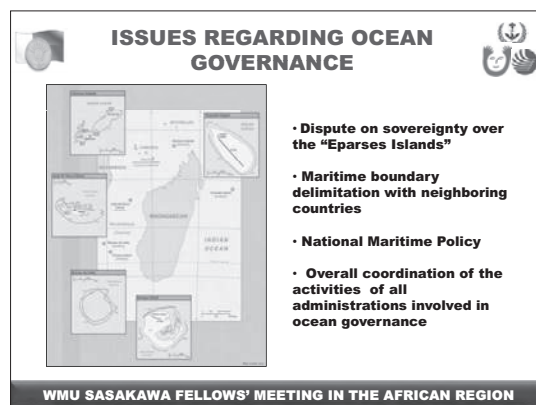 ISSUES REGARDING OCEAN
GOVERNANCE
MADAGASCAR
INDIAN
OCEAN
• Dispute on sovereignty over
the “Eparses Islands”
• Maritime boundary
delimitation with neighboring
countries
• National Maritime Policy
• Overall coordination of the
activities of all
administrations involved in
ocean governance
WMU SASAKAWA FELLOWS’ MEETING IN THE AFRICAN REGION